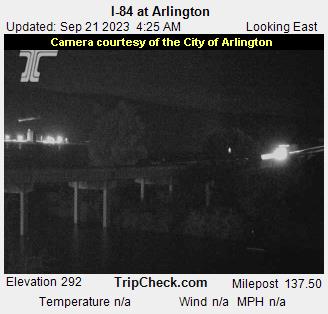 I-84 at Arlington
Updated: Sep 21 2023 4:25 AM Looking East
Camera courtesy of the City of Arlington
Elevation 292 TripCheck.com Milepost 137.50
Temperature n/a Wind n/a MPH n/a